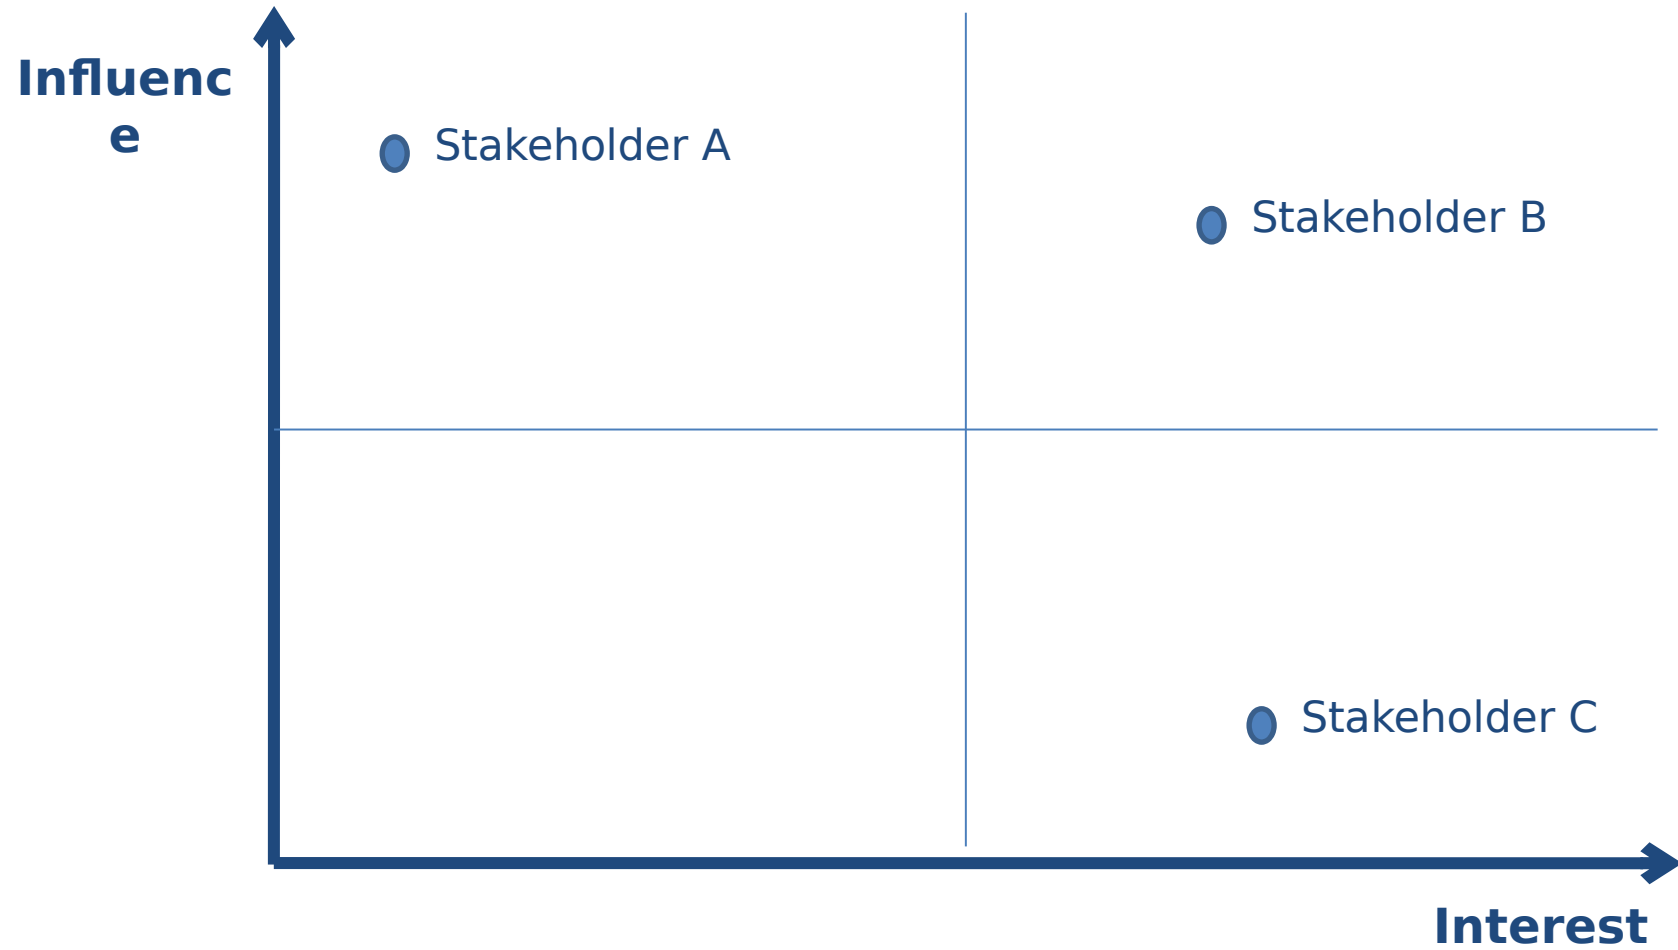 Influenc
e
Stakeholder A
Stakeholder B
Stakeholder C
Interest